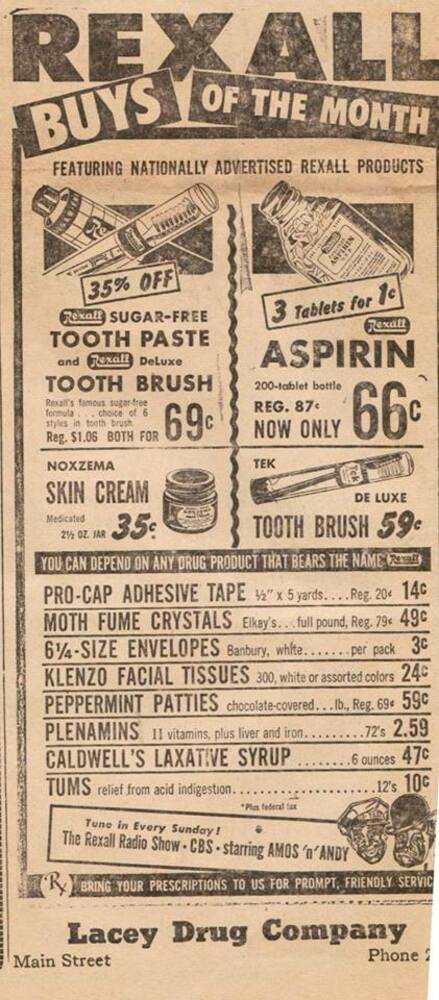 REXALL
BUYS OF THE MONTH
FEATURING NATIONALLY ADVERTISED REXALL PRODUCTS
35% OFF
Rexall SUGAR-FREE
TOOTH PASTE
and Rexall DeLuxe
TOOTH BRUSH
Rexall's famous sugar-free
formula . . . choice of 6
styles in tooth brush.
Reg. $1.06 BOTH FOR 69c
ASPIRIN
3 Tablets for 1c
Rexall
ASPIRIN
200-tablet bottle
REG. 87c
NOW ONLY 66c
NOXZEMA
SKIN CREAM
Medicated
2½ OZ. JAR 35c
TEK
Tek
DE LUXE
TOOTH BRUSH 59c
YOU CAN DEPEND ON ANY DRUG PRODUCT THAT BEARS THE NAME Rexall
PRO-CAP ADHESIVE TAPE ½" x 5 yards....Reg. 20c 14c
MOTH FUME CRYSTALS Elkay's...full pound, Reg. 79c 49c
6¼-SIZE ENVELOPES Banbury, white.......per pack 3c
KLENZO FACIAL TISSUES 300, white or assorted colors 24c
PEPPERMINT PATTIES chocolate-covered...lb., Reg. 69c 59c
PLENAMINS 11 vitamins, plus liver and iron..........72's 2.59
CALDWELL'S LAXATIVE SYRUP ........6 ounces 47c
TUMS relief from acid indigestion......................12's 10c
*Plus federal tax
Tune in Every Sunday!
The Rexall Radio Show • CBS • starring AMOS 'n' ANDY
Rx BRING YOUR PRESCRIPTIONS TO US FOR PROMPT, FRIENDLY SERVIC
Lacey Drug Company
Main Street Phone